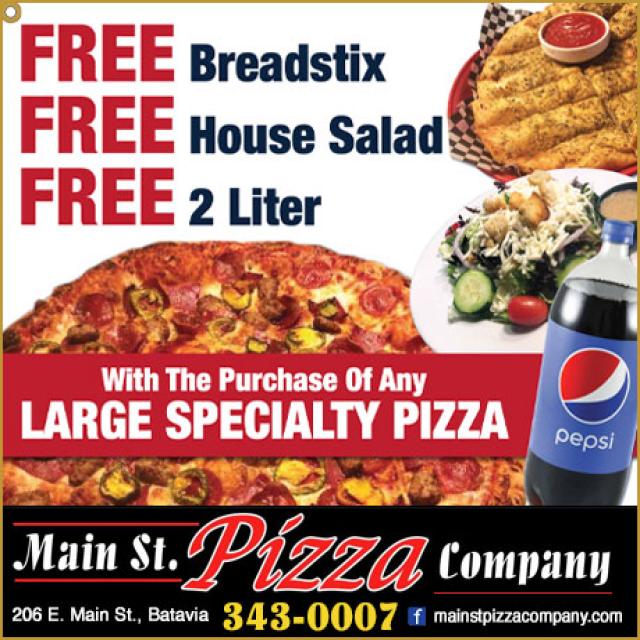 FREE Breadstix
FREE House Salad
FREE 2 Liter
With The Purchase Of Any
LARGE SPECIALTY PIZZA
pepsi
Main St. Pizza Company
206 E. Main St., Batavia 343-0007 f mainstpizzacompany.com